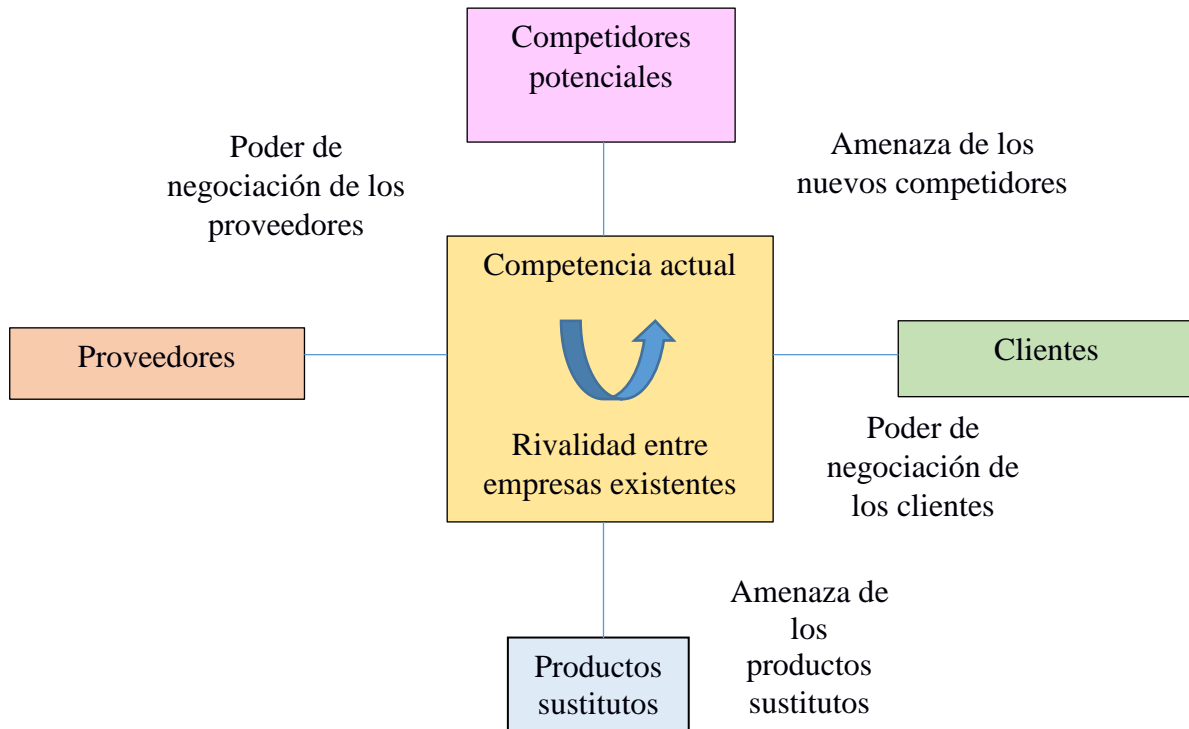 Competidores
potenciales
Poder de
negociación de los
proveedores
Amenaza de los
nuevos competidores
Competencia actual
Proveedores
Clientes
Rivalidad entre
empresas existentes
Poder de
negociación de
los clientes
Productos
sustitutos
Amenaza de
los
productos
sustitutos